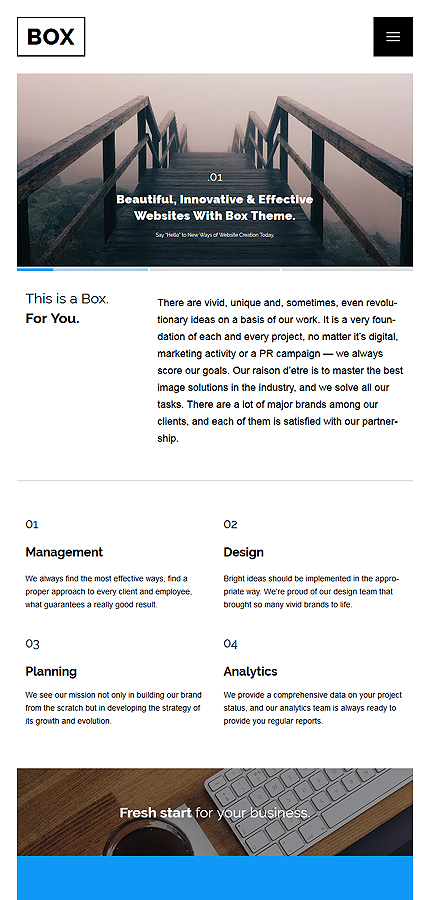 BOX
.01
Beautiful, Innovative & Effective
Websites With Box Theme.
Say "Hello" to New Ways of Website Creation Today.
This is a Box.
For You.
There are vivid, unique and, sometimes, even revolu-
tionary ideas on a basis of our work. It is a very foun-
dation of each and every project, no matter it's digital,
marketing activity or a PR campaign — we always
score our goals. Our raison d'etre is to master the best
image solutions in the industry, and we solve all our
tasks. There are a lot of major brands among our
clients, and each of them is satisfied with our partner-
ship.
01
Management
We always find the most effective ways, find a
proper approach to every client and employee,
what guarantees a really good result.
02
Design
Bright ideas should be implemented in the appro-
priate way. We're proud of our design team that
brought so many vivid brands to life.
03
Planning
We see our mission not only in building our brand
from the scratch but in developing the strategy of
its growth and evolution.
04
Analytics
We provide a comprehensive data on your project
status, and our analytics team is always ready to
provide you regular reports.
Fresh start for your business.